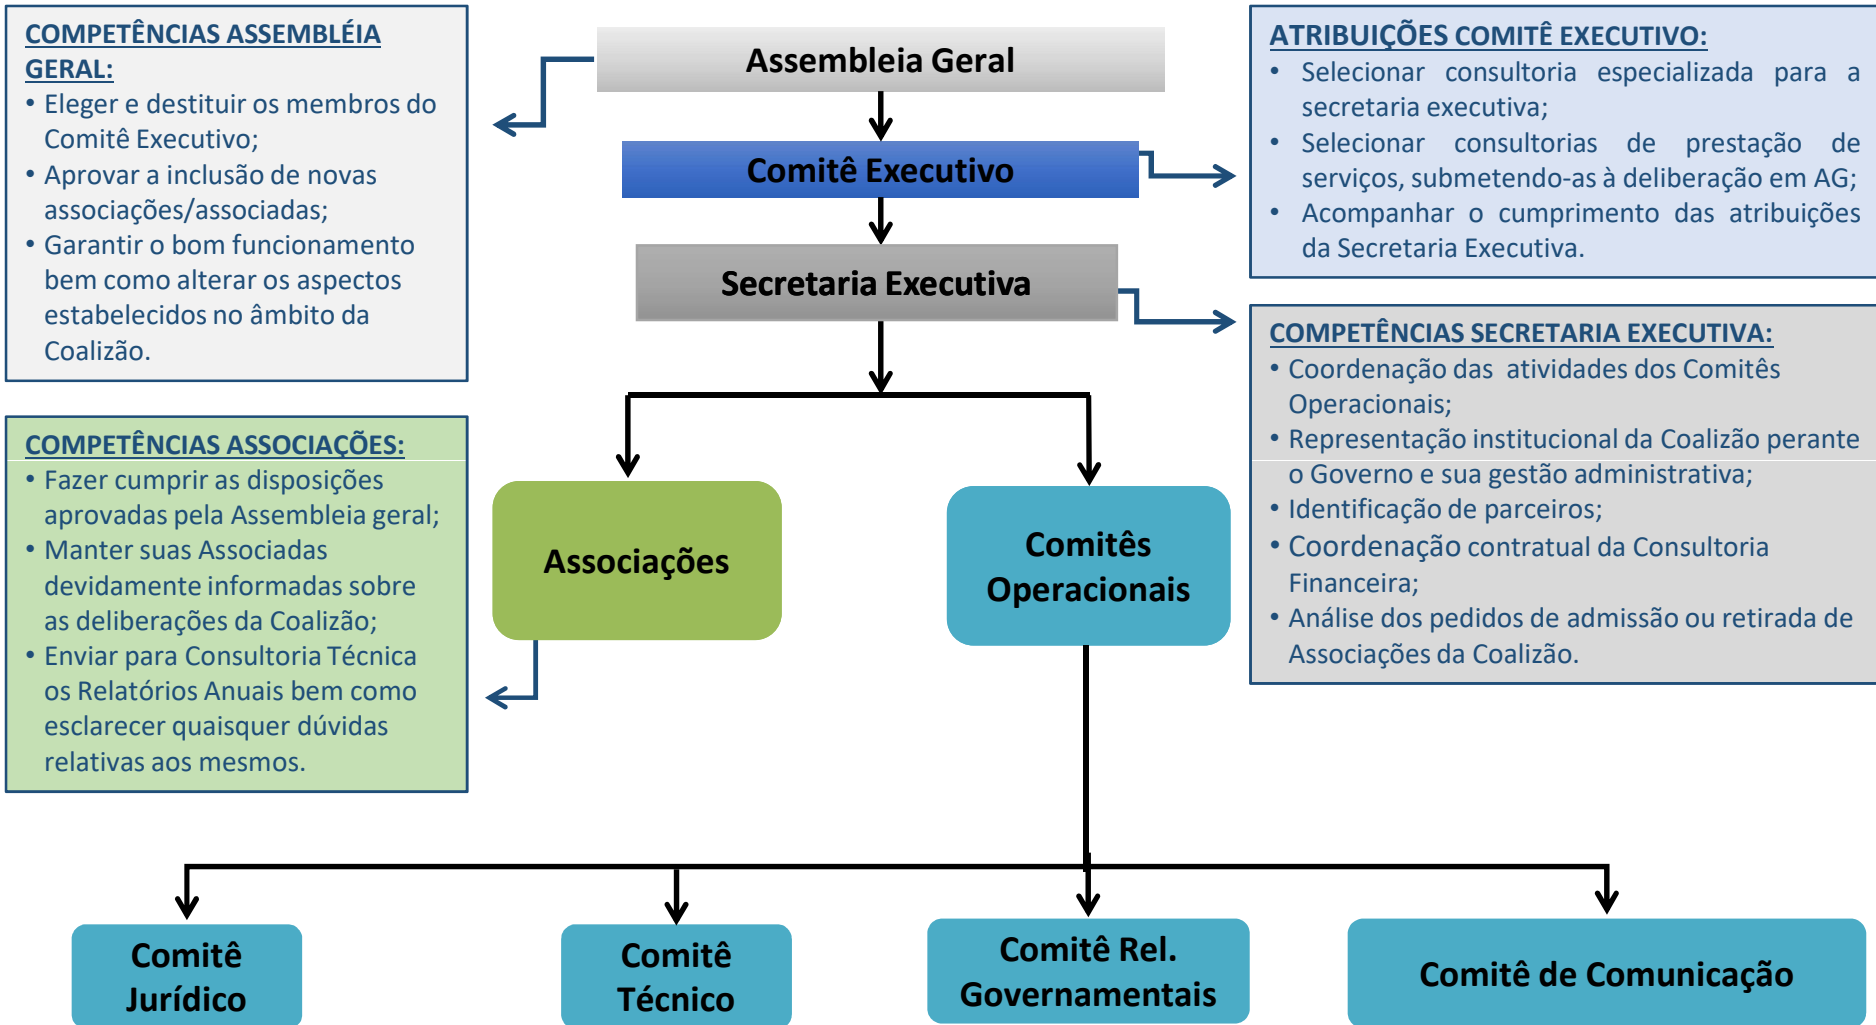 COMPETÊNCIAS ASSEMBLÉIA
GERAL:
• Eleger e destituir os membros do
Comitê Executivo;
• Aprovar a inclusão de novas
associações/associadas;
• Garantir o bom funcionamento
bem como alterar os aspectos
estabelecidos no âmbito da
Coalizão.
Assembleia Geral
Comitê Executivo
Secretaria Executiva
ATRIBUIÇÕES COMITÊ EXECUTIVO:
• Selecionar consultoria especializada para a
secretaria executiva;
• Selecionar consultorias de prestação de
serviços, submetendo-as à deliberação em AG;
• Acompanhar o cumprimento das atribuições
da Secretaria Executiva.
COMPETÊNCIAS SECRETARIA EXECUTIVA:
• Coordenação das atividades dos Comitês
Operacionais;
• Representação institucional da Coalizão perante
o Governo e sua gestão administrativa;
• Identificação de parceiros;
• Coordenação contratual da Consultoria
Financeira;
• Análise dos pedidos de admissão ou retirada de
Associações da Coalizão.
COMPETÊNCIAS ASSOCIAÇÕES:
• Fazer cumprir as disposições
aprovadas pela Assembleia geral;
• Manter suas Associadas
devidamente informadas sobre
as deliberações da Coalizão;
• Enviar para Consultoria Técnica
os Relatórios Anuais bem como
esclarecer quaisquer dúvidas
relativas aos mesmos.
Associações
Comitês
Operacionais
Comitê
Jurídico
Comitê
Técnico
Comitê Rel.
Governamentais
Comitê de Comunicação